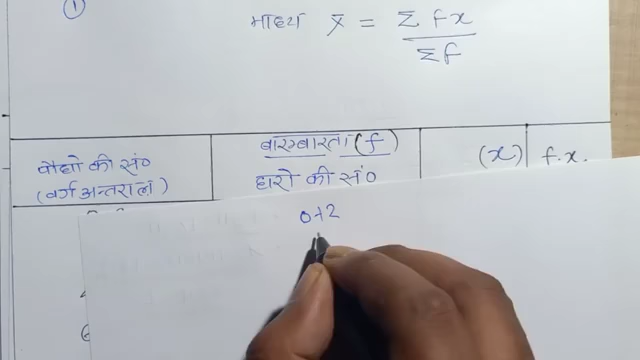 ①
माध्य x̄ = Σfx / Σf
पौधो की सं० (वर्ग अन्तराल)
बारम्बारता (f) घरो की सं०
(x)
f.x.
0+2